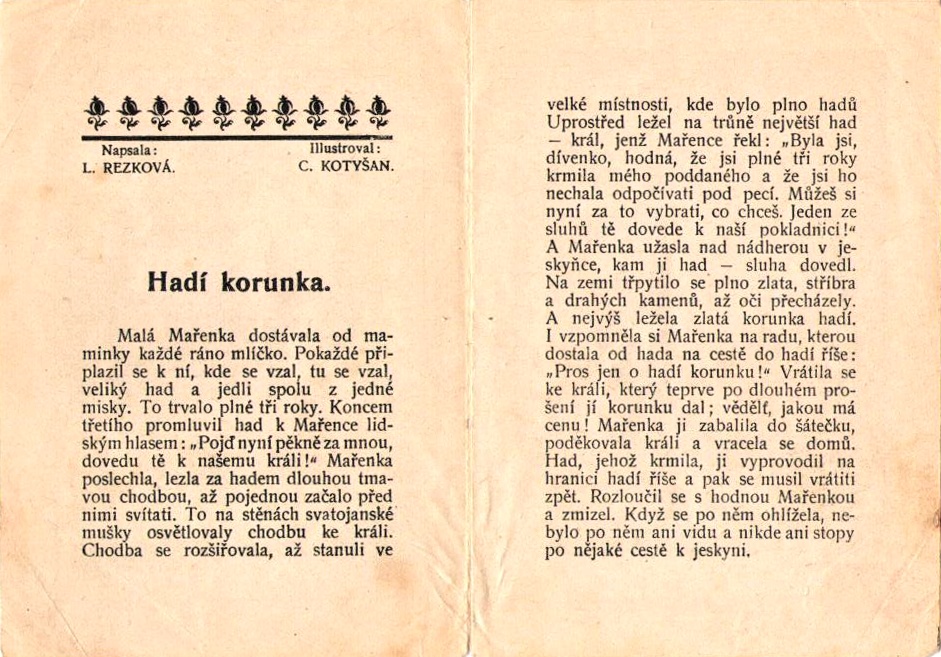 Napsala:
L. REZKOVÁ.
Illustroval:
C. KOTYŠAN.
Hadí korunka.
Malá Mařenka dostávala od ma-
minky každé ráno mlíčko. Pokaždé při-
plazil se k ní, kde se vzal, tu se vzal,
veliký had a jedli spolu z jedné
misky. To trvalo plné tři roky. Koncem
třetího promluvil had k Mařence lid-
ským hlasem: „Pojď nyní pěkně za mnou,
dovedu tě k našemu králi!“ Mařenka
poslechla, lezla za hadem dlouhou tma-
vou chodbou, až pojednou začalo před
nimi svítati. To na stěnách svatojanské
mušky osvětlovaly chodbu ke králi.
Chodba se rozšiřovala, až stanuli ve
velké místnosti, kde bylo plno hadů
Uprostřed ležel na trůně největší had
— král, jenž Mařence řekl: „Byla jsi,
dívenko, hodná, že jsi plné tři roky
krmila mého poddaného a že jsi ho
nechala odpočívati pod pecí. Můžeš si
nyní za to vybrati, co chceš. Jeden ze
sluhů tě dovede k naší pokladnici!“
A Mařenka užasla nad nádherou v je-
skyňce, kam ji had — sluha dovedl.
Na zemi třpytilo se plno zlata, stříbra
a drahých kamenů, až oči přecházely.
A nejvýš ležela zlatá korunka hadí.
I vzpomněla si Mařenka na radu, kterou
dostala od hada na cestě do hadí říše:
„Pros jen o hadí korunku!“ Vrátila se
ke králi, který teprve po dlouhém pro-
šení jí korunku dal; věděl, jakou má
cenu! Mařenka ji zabalila do šátečku,
poděkovala králi a vracela se domů.
Had, jehož krmila, ji vyprovodil na
hranici hadí říše a pak se musil vrátiti
zpět. Rozloučil se s hodnou Mařenkou
a zmizel. Když se po něm ohlížela, ne-
bylo po něm ani vidu a nikde ani stopy
po nějaké cestě k jeskyni.